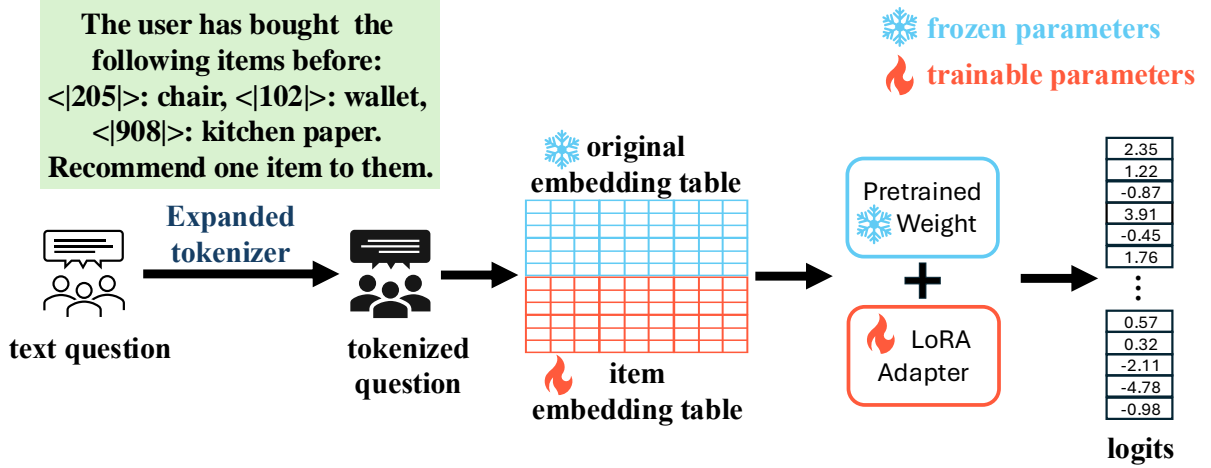 The user has bought the
following items before:
<|205|>: chair, <|102|>: wallet,
<|908|>: kitchen paper.
Recommend one item to them.
frozen parameters
trainable parameters
Expanded
tokenizer
text question
tokenized
question
original
embedding table
item
embedding table
Pretrained
Weight
+
LoRA
Adapter
2.35
1.22
-0.87
3.91
-0.45
1.76
⋮
0.57
0.32
-2.11
-4.78
-0.98
logits